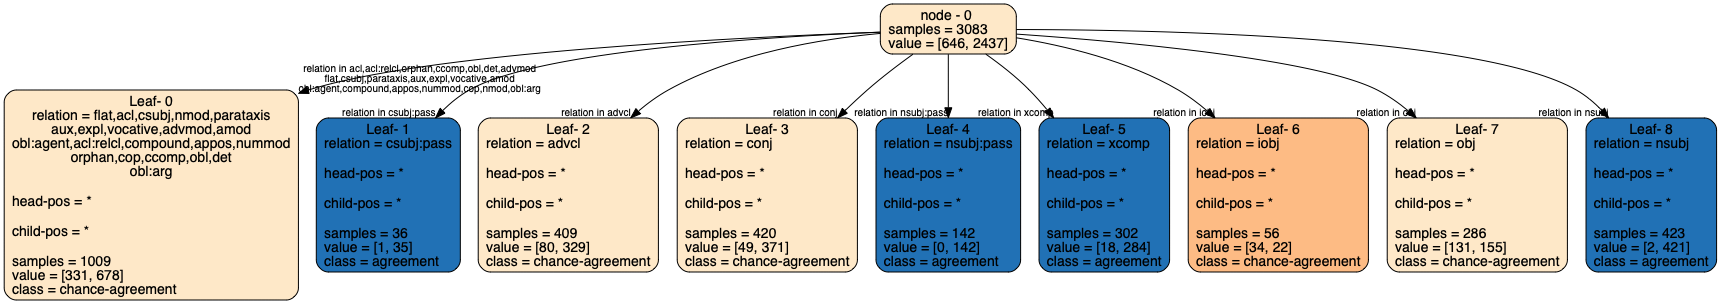 node - 0
samples = 3083
value = [646, 2437]
relation in acl,acl:relcl,orphan,ccomp,obl,det,advmod
flat,csubj,parataxis,aux,expl,vocative,amod
obl:agent,compound,appos,nummod,cop,nmod,obl:arg
relation in csubj:pass
relation in advcl
relation in conj
relation in nsubj:pass
relation in xcomp
relation in iobj
relation in obj
relation in nsubj
Leaf- 0
relation = flat,acl,csubj,nmod,parataxis
aux,expl,vocative,advmod,amod
obl:agent,acl:relcl,compound,appos,nummod
orphan,cop,ccomp,obl,det
obl:arg
head-pos = *
child-pos = *
samples = 1009
value = [331, 678]
class = chance-agreement
Leaf- 1
relation = csubj:pass
head-pos = *
child-pos = *
samples = 36
value = [1, 35]
class = agreement
Leaf- 2
relation = advcl
head-pos = *
child-pos = *
samples = 409
value = [80, 329]
class = chance-agreement
Leaf- 3
relation = conj
head-pos = *
child-pos = *
samples = 420
value = [49, 371]
class = chance-agreement
Leaf- 4
relation = nsubj:pass
head-pos = *
child-pos = *
samples = 142
value = [0, 142]
class = agreement
Leaf- 5
relation = xcomp
head-pos = *
child-pos = *
samples = 302
value = [18, 284]
class = agreement
Leaf- 6
relation = iobj
head-pos = *
child-pos = *
samples = 56
value = [34, 22]
class = chance-agreement
Leaf- 7
relation = obj
head-pos = *
child-pos = *
samples = 286
value = [131, 155]
class = chance-agreement
Leaf- 8
relation = nsubj
head-pos = *
child-pos = *
samples = 423
value = [2, 421]
class = agreement